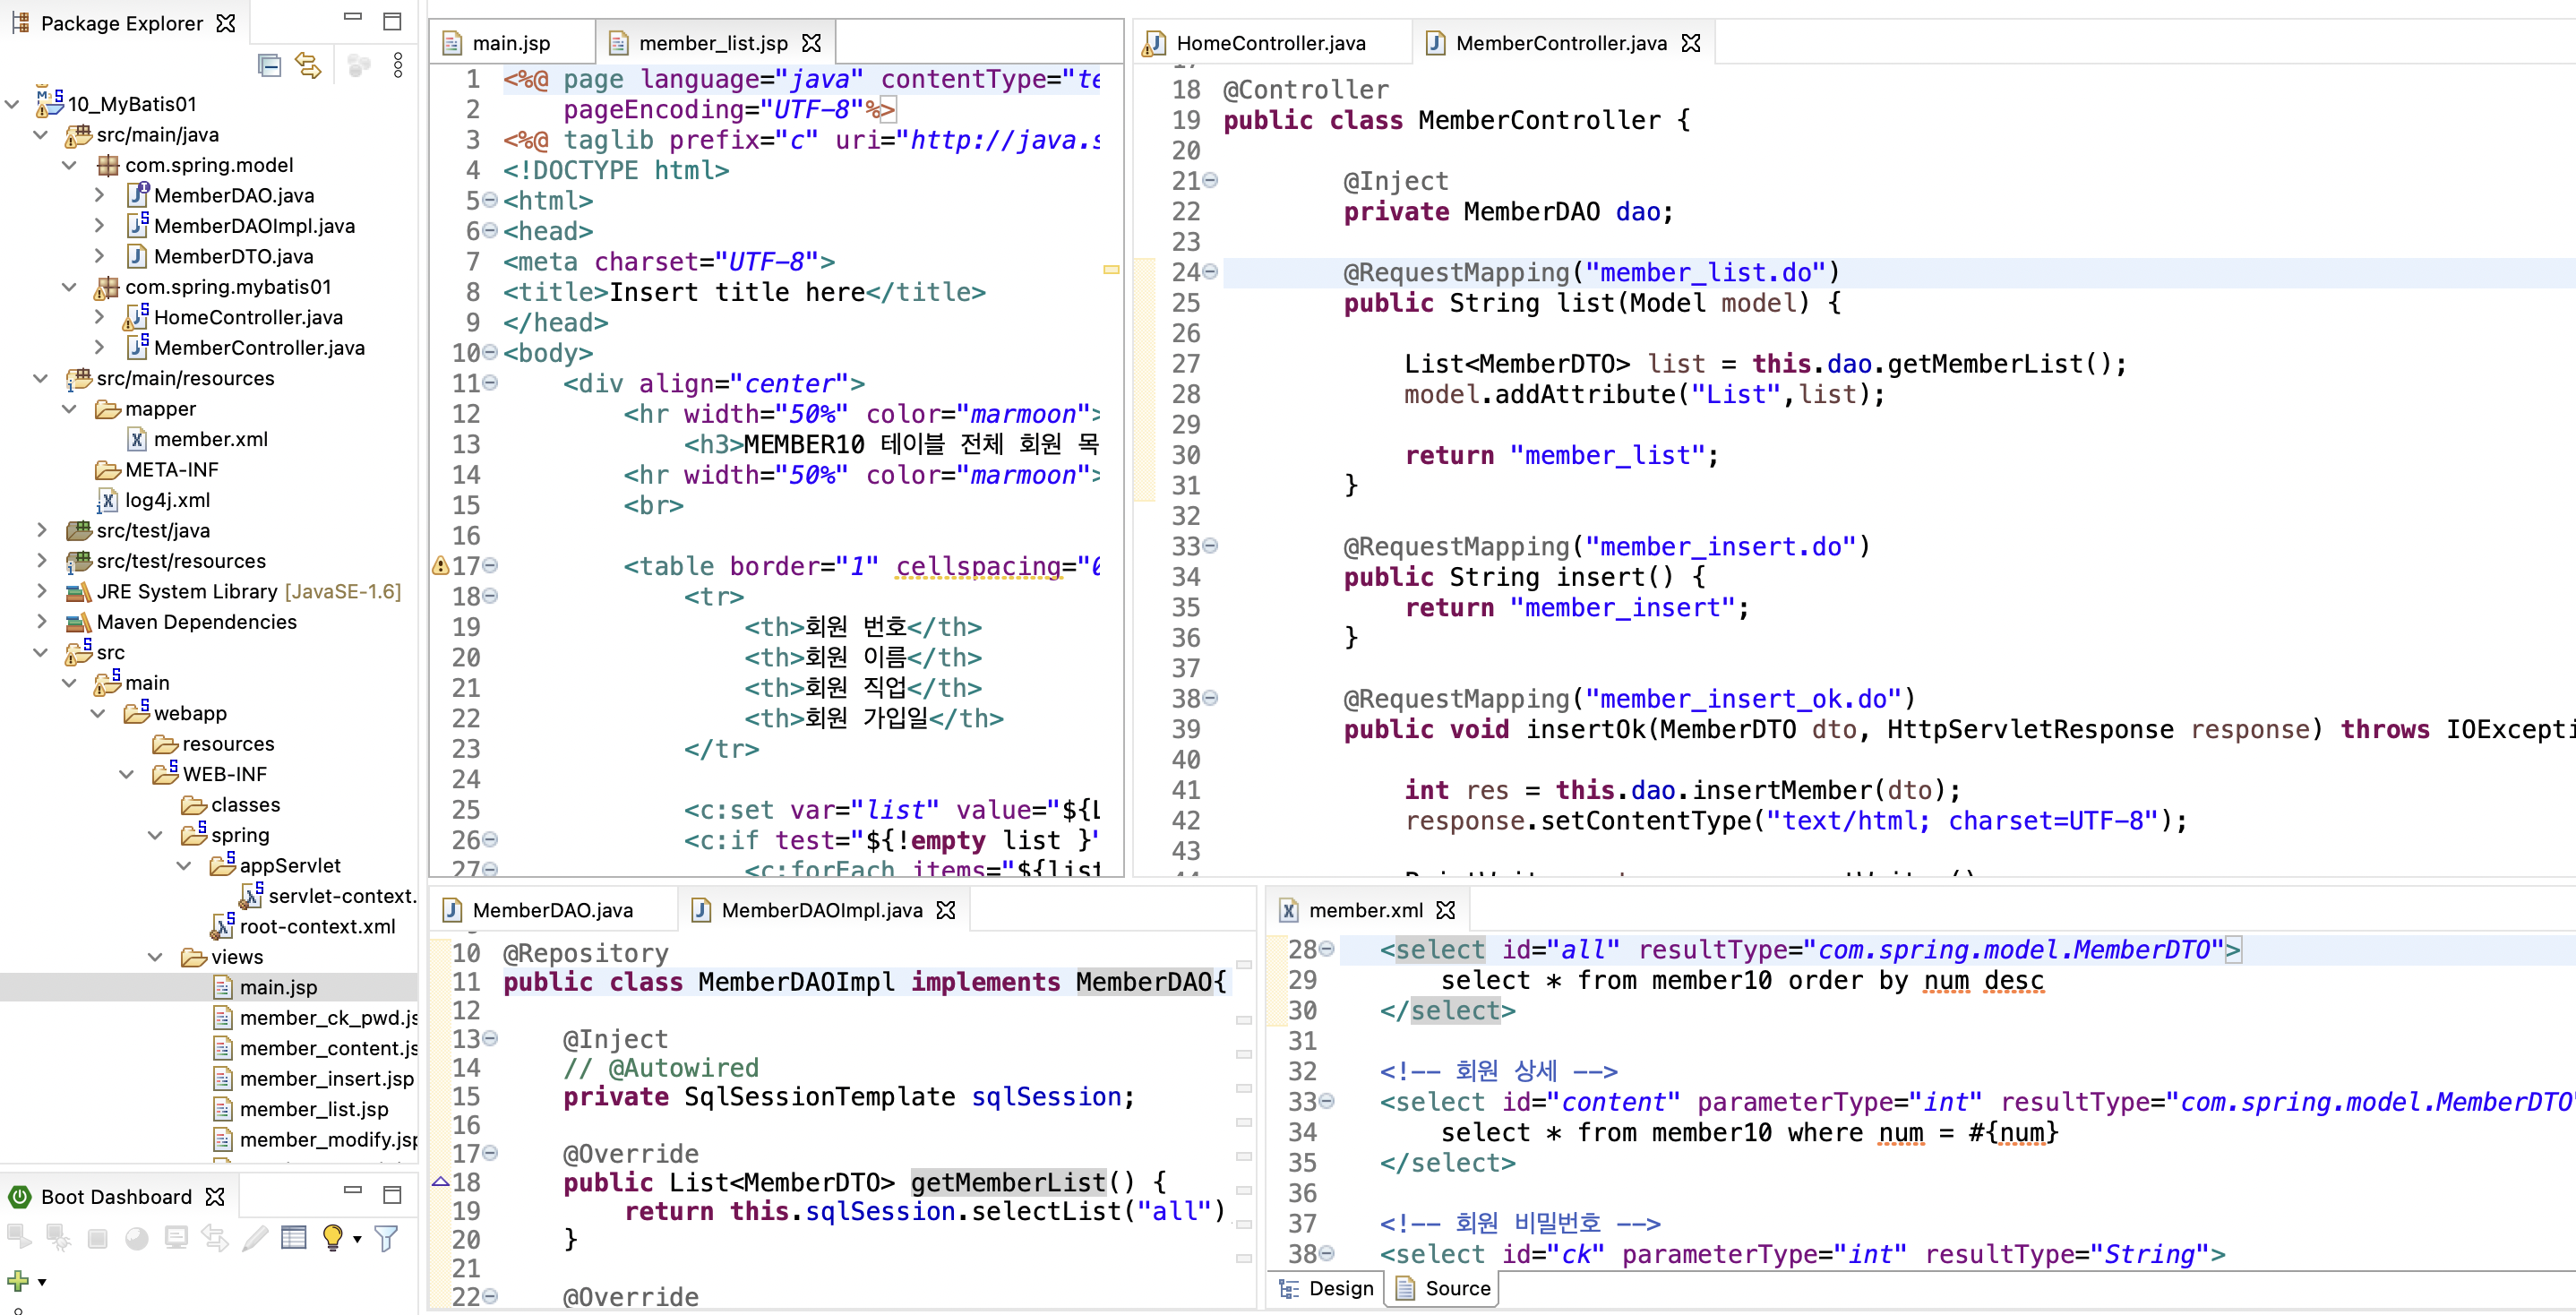 Package Explorer
10_MyBatis01
src/main/java
com.spring.model
MemberDAO.java
MemberDAOImpl.java
MemberDTO.java
com.spring.mybatis01
HomeController.java
MemberController.java
src/main/resources
mapper
member.xml
META-INF
log4j.xml
src/test/java
src/test/resources
JRE System Library [JavaSE-1.6]
Maven Dependencies
src
main
webapp
resources
WEB-INF
classes
spring
appServlet
servlet-context.
root-context.xml
views
main.jsp
member_ck_pwd.js
member_content.js
member_insert.jsp
member_list.jsp
member_modify.jsp
Boot Dashboard
main.jsp
member_list.jsp
1 <%@ page language="java" contentType="te
2 pageEncoding="UTF-8"%>
3 <%@ taglib prefix="c" uri="http://java.s
4 <!DOCTYPE html>
5 <html>
6 <head>
7 <meta charset="UTF-8">
8 <title>Insert title here</title>
9 </head>
10 <body>
11 <div align="center">
12 <hr width="50%" color="marmoon">
13 <h3>MEMBER10 테이블 전체 회원 목
14 <hr width="50%" color="marmoon">
15 <br>
16
17 <table border="1" cellspacing="0
18 <tr>
19 <th>회원 번호</th>
20 <th>회원 이름</th>
21 <th>회원 직업</th>
22 <th>회원 가입일</th>
23 </tr>
24
25 <c:set var="list" value="${L
26 <c:if test="${!empty list }"
27 <c:forEach items="${list
HomeController.java
MemberController.java
17
18 @Controller
19 public class MemberController {
20
21 @Inject
22 private MemberDAO dao;
23
24 @RequestMapping("member_list.do")
25 public String list(Model model) {
26
27 List<MemberDTO> list = this.dao.getMemberList();
28 model.addAttribute("List",list);
29
30 return "member_list";
31 }
32
33 @RequestMapping("member_insert.do")
34 public String insert() {
35 return "member_insert";
36 }
37
38 @RequestMapping("member_insert_ok.do")
39 public void insertOk(MemberDTO dto, HttpServletResponse response) throws IOExcepti
40
41 int res = this.dao.insertMember(dto);
42 response.setContentType("text/html; charset=UTF-8");
43
MemberDAO.java
MemberDAOImpl.java
10 @Repository
11 public class MemberDAOImpl implements MemberDAO{
12
13 @Inject
14 // @Autowired
15 private SqlSessionTemplate sqlSession;
16
17 @Override
18 public List<MemberDTO> getMemberList() {
19 return this.sqlSession.selectList("all")
20 }
21
22 @Override
member.xml
28 <select id="all" resultType="com.spring.model.MemberDTO">
29 select * from member10 order by num desc
30 </select>
31
32 <!-- 회원 상세 -->
33 <select id="content" parameterType="int" resultType="com.spring.model.MemberDTO"
34 select * from member10 where num = #{num}
35 </select>
36
37 <!-- 회원 비밀번호 -->
38 <select id="ck" parameterType="int" resultType="String">
Design
Source